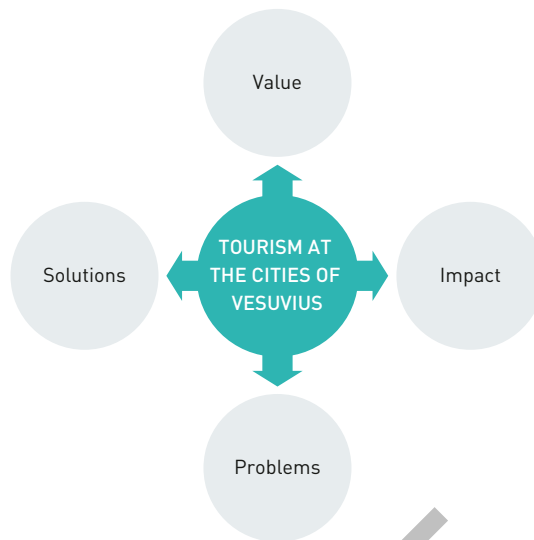 Value
Solutions
TOURISM AT
THE CITIES OF
VESUVIUS
Impact
Problems